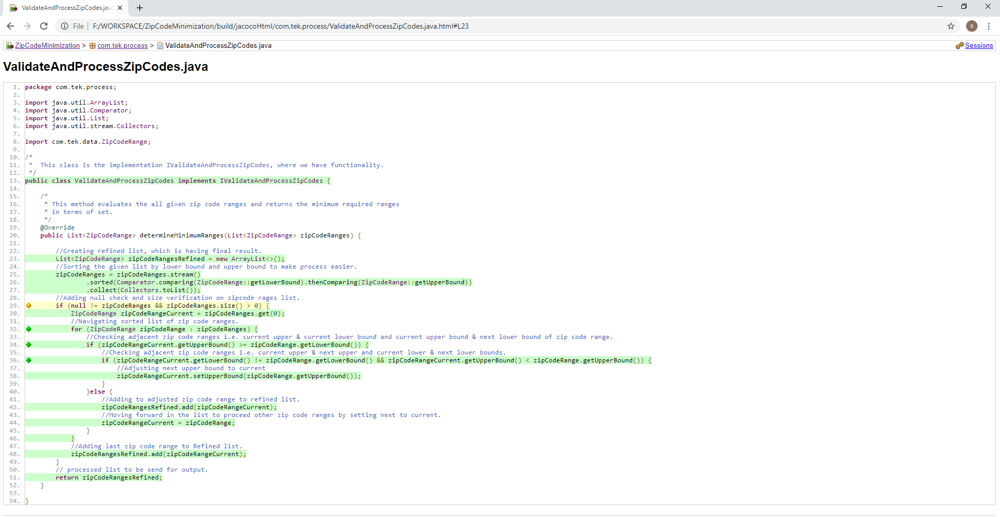 ValidateAndProcessZipCodes.java
File
F:/WORKSPACE/ZipCodeMinimization/build/jacocoHtml/com.tek.process/ValidateAndProcessZipCodes.java.html#L23
S
ZipCodeMinimization > com.tek.process > ValidateAndProcessZipCodes.java
Sessions
ValidateAndProcessZipCodes.java
1. package com.tek.process;
2.
3. import java.util.ArrayList;
4. import java.util.Comparator;
5. import java.util.List;
6. import java.util.stream.Collectors;
7.
8. import com.tek.data.ZipCodeRange;
9.
10. /*
11.  *  This class is the implementation IValidateAndProcessZipCodes, where we have functionality.
12.  */
13. public class ValidateAndProcessZipCodes implements IValidateAndProcessZipCodes {
14.
15.     /*
16.      * This method evaluates the all given zip code ranges and returns the minimum required ranges
17.      * in terms of set.
18.      */
19.     @Override
20.     public List<ZipCodeRange> determineMinimumRanges(List<ZipCodeRange> zipCodeRanges) {
21.
22.         //Creating refined list, which is having final result.
23.         List<ZipCodeRange> zipCodeRangesRefined = new ArrayList<>();
24.         //Sorting the given list by lower bound and upper bound to make process easier.
25.         zipCodeRanges = zipCodeRanges.stream()
26.                 .sorted(Comparator.comparing(ZipCodeRange::getLowerBound).thenComparing(ZipCodeRange::getUpperBound))
27.                 .collect(Collectors.toList());
28.         //Adding null check and size verification on zipcode rages list.
29.         if (null != zipCodeRanges && zipCodeRanges.size() > 0) {
30.             ZipCodeRange zipCodeRangeCurrent = zipCodeRanges.get(0);
31.             //Navigating sorted list of zip code ranges.
32.             for (ZipCodeRange zipCodeRange : zipCodeRanges) {
33.                 //Checking adjacent zip code ranges i.e. current upper & current lower bound and current upper bound & next lower bound of zip code range.
34.                 if (zipCodeRangeCurrent.getUpperBound() >= zipCodeRange.getLowerBound()) {
35.                     //Checking adjacent zip code ranges i.e. current upper & next upper and current lower & next lower bounds.
36.                     if (zipCodeRangeCurrent.getLowerBound() != zipCodeRange.getLowerBound() && zipCodeRangeCurrent.getUpperBound() < zipCodeRange.getUpperBound()) {
37.                         //Adjusting next upper bound to current
38.                         zipCodeRangeCurrent.setUpperBound(zipCodeRange.getUpperBound());
39.                     }
40.                 }else {
41.                     //Adding to adjusted zip code range to refined list.
42.                     zipCodeRangesRefined.add(zipCodeRangeCurrent);
43.                     //Moving forward in the list to proceed other zip code ranges by setting next to current.
44.                     zipCodeRangeCurrent = zipCodeRange;
45.                 }
46.             }
47.             //Adding last zip code range to Refined list.
48.             zipCodeRangesRefined.add(zipCodeRangeCurrent);
49.         }
50.         // processed list to be send for output.
51.         return zipCodeRangesRefined;
52.     }
53.
54. }